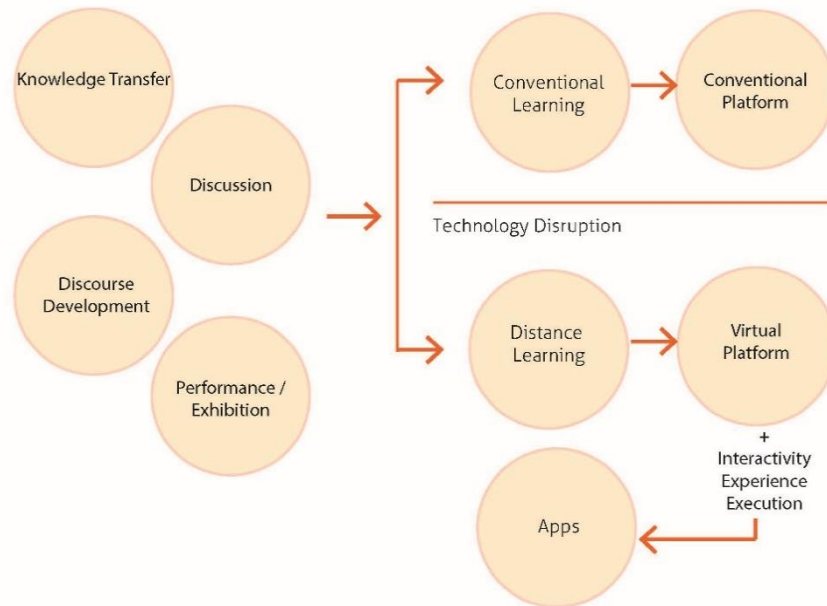 Knowledge Transfer
Discussion
Discourse
Development
Performance /
Exhibition
Conventional
Learning
Conventional
Platform
Technology Disruption
Distance
Learning
Virtual
Platform
+
Interactivity
Experience
Execution
Apps